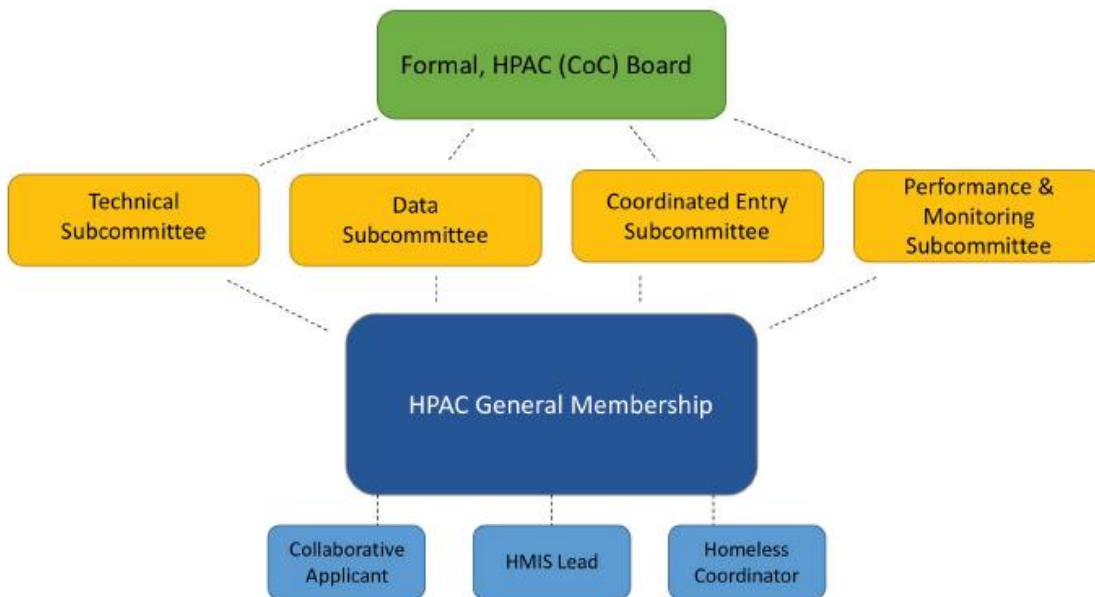 Formal, HPAC (CoC) Board
Technical
Subcommittee
Data
Subcommittee
Coordinated Entry
Subcommittee
Performance &
Monitoring
Subcommittee
HPAC General Membership
Collaborative
Applicant
HMIS Lead
Homeless
Coordinator